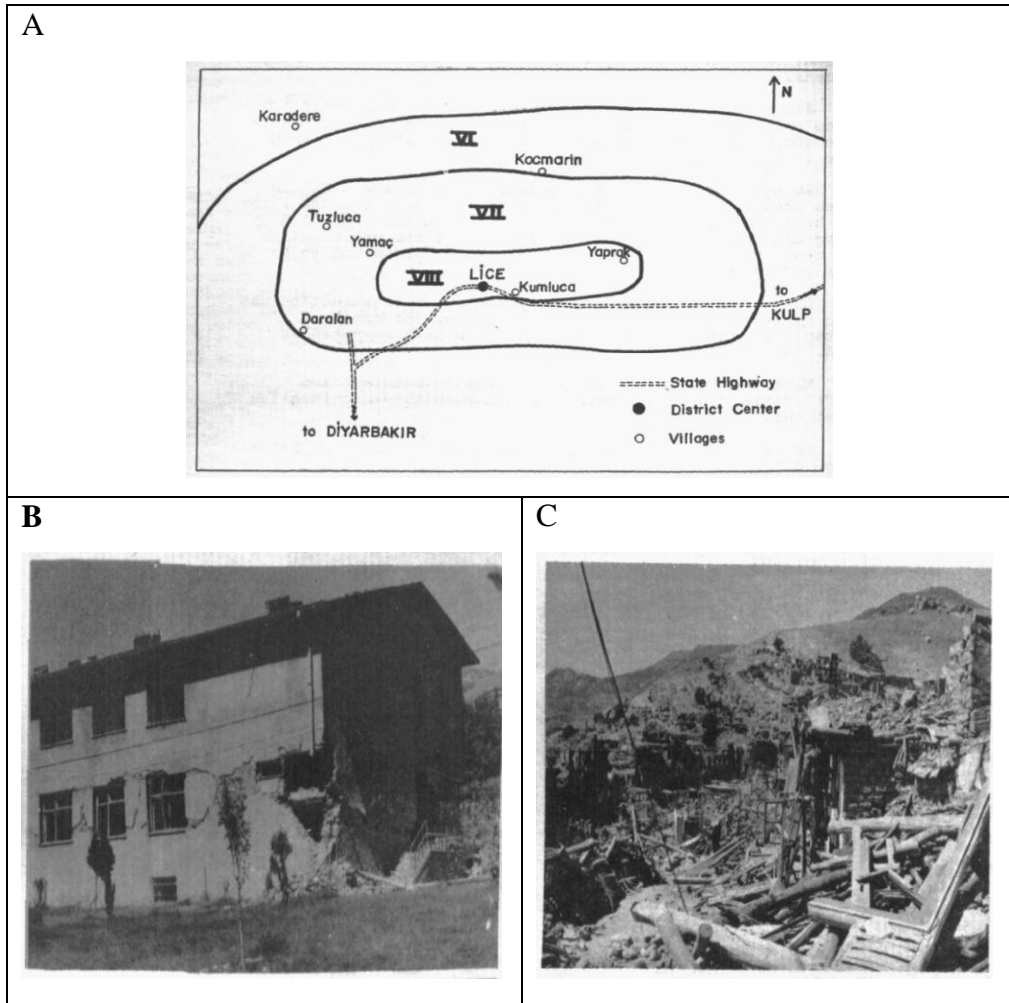 A
N
Karadere
VI
Kocmarin
VII
Tuzluca
Yamaç
Yaprak
VIII
LİCE
Kumluca
to
KULP
Daralan
State Highway
District Center
to DİYARBAKIR
Villages
B
C